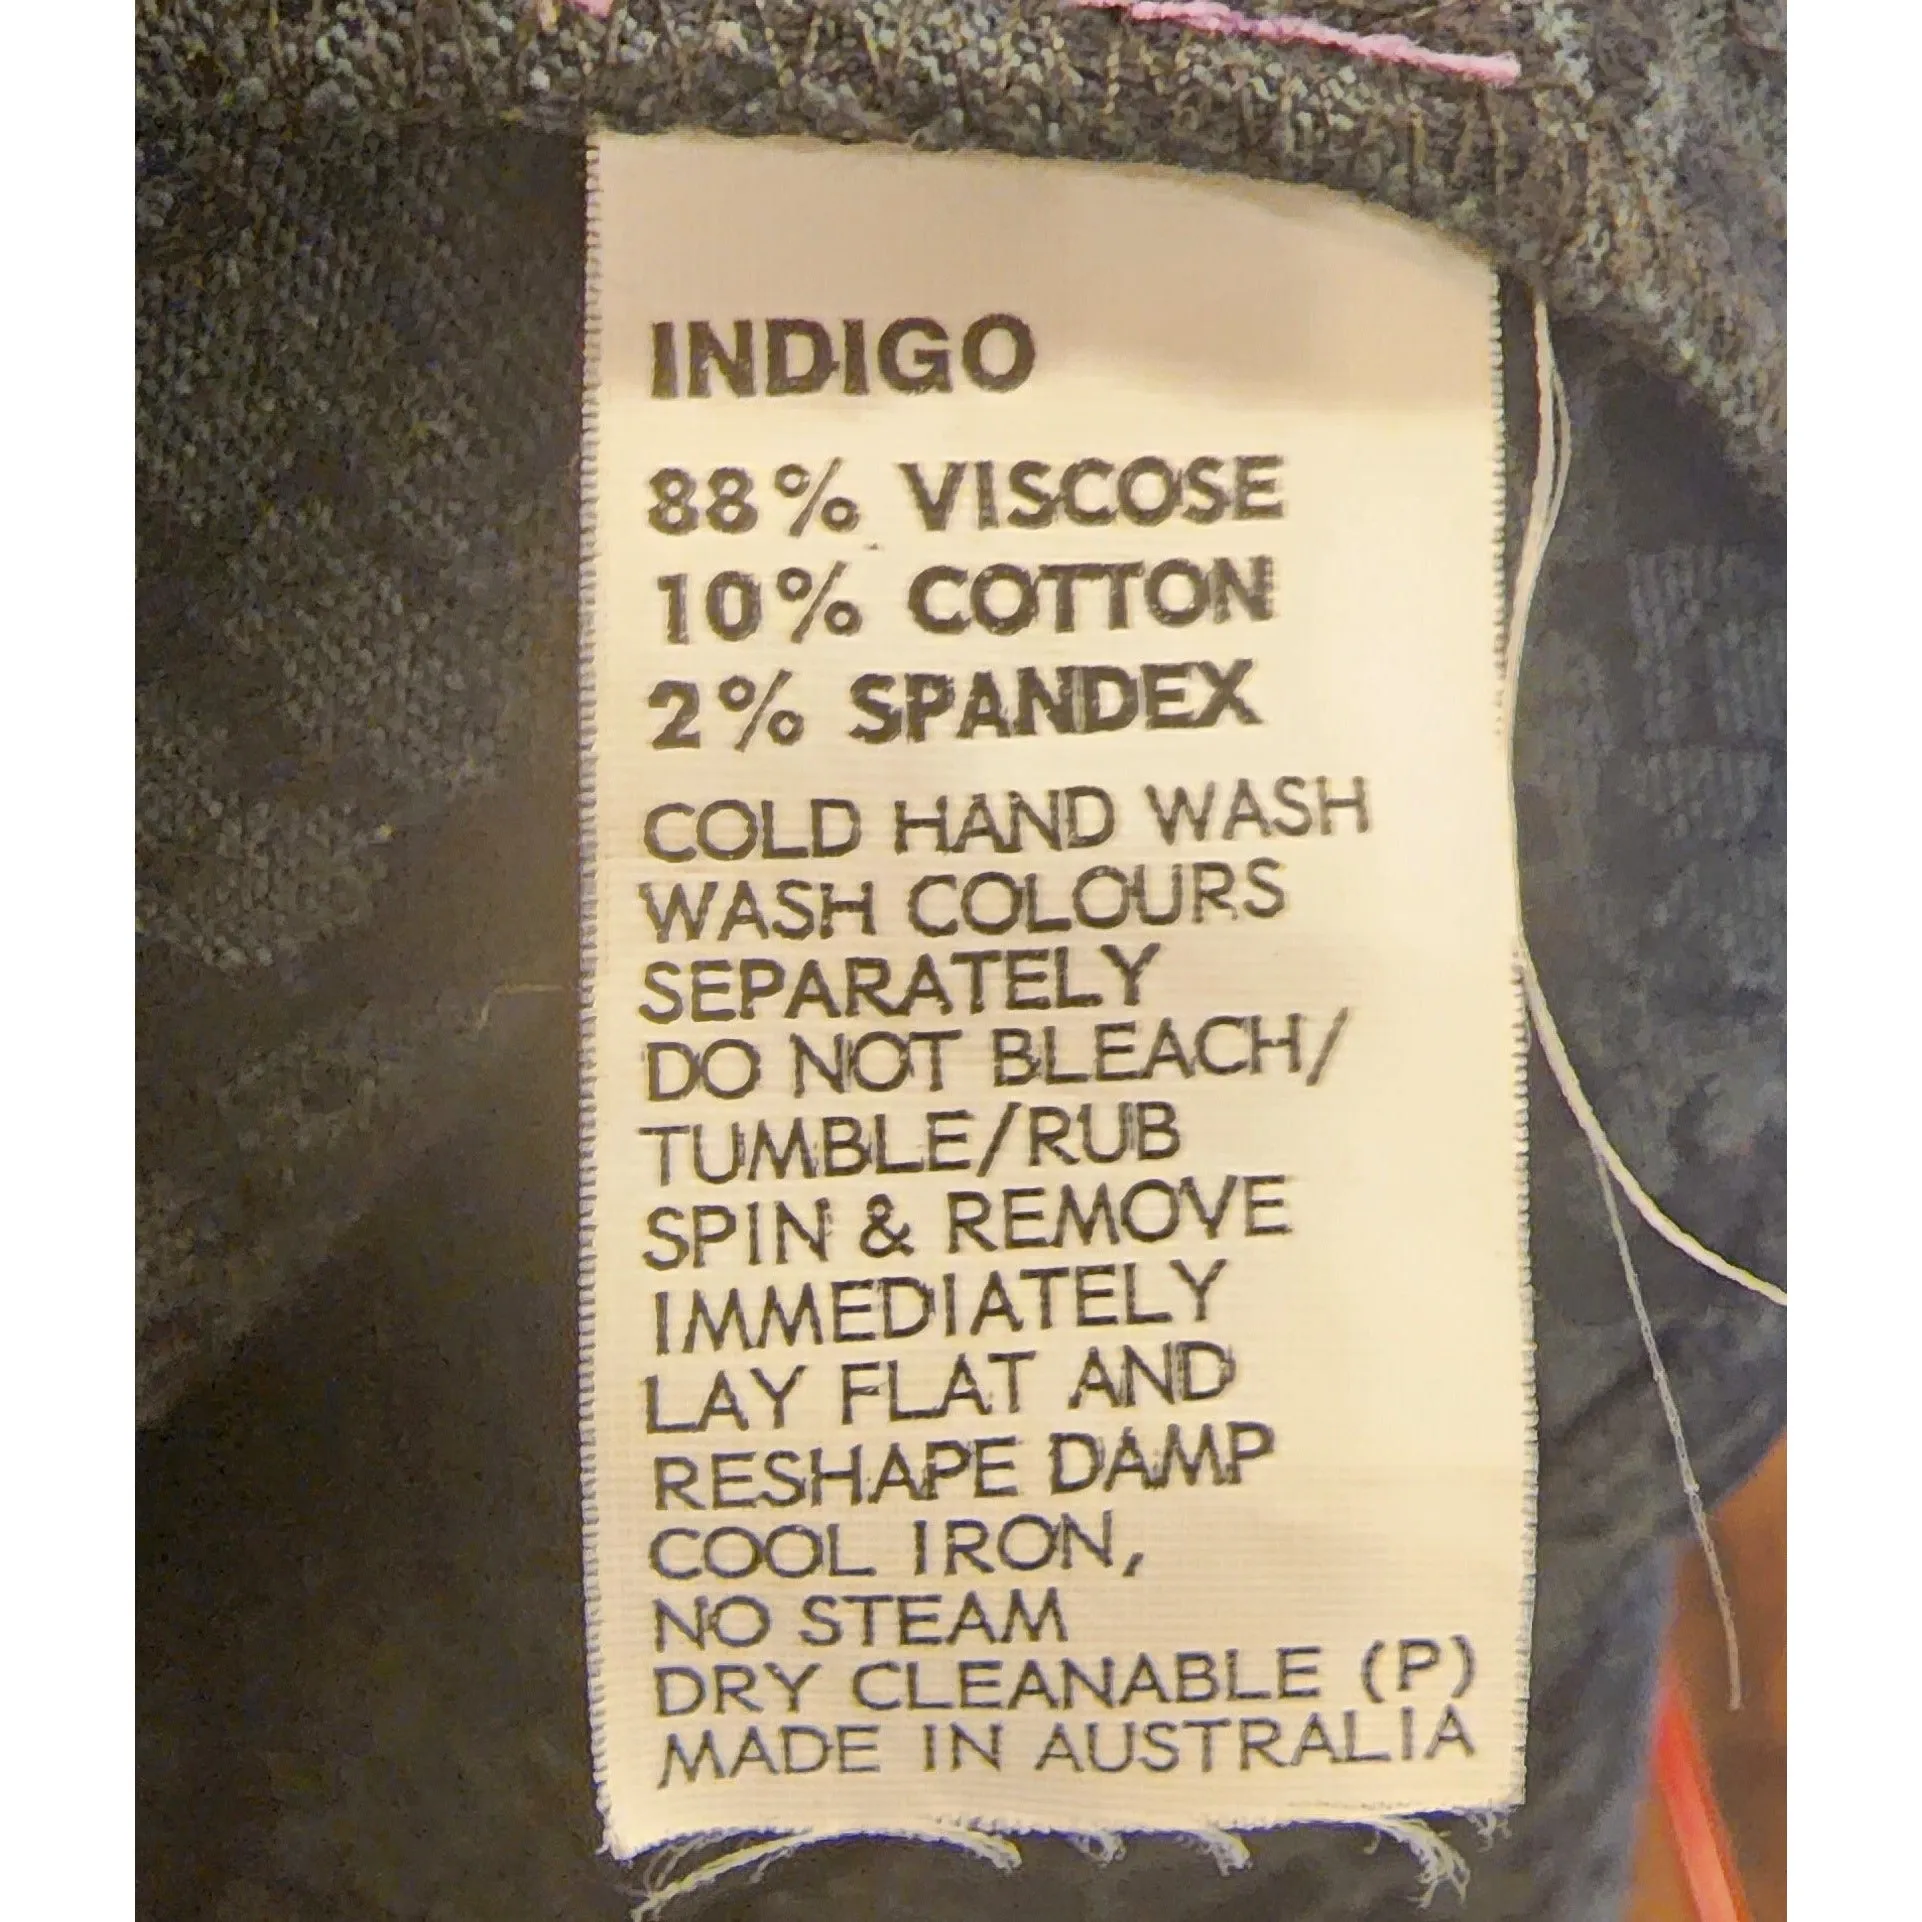 INDIGO
88% VISCOSE
10% COTTON
2% SPANDEX
COLD HAND WASH
WASH COLOURS
SEPARATELY
DO NOT BLEACH/
TUMBLE/RUB
SPIN & REMOVE
IMMEDIATELY
LAY FLAT AND
RESHAPE DAMP
COOL IRON,
NO STEAM
DRY CLEANABLE (P)
MADE IN AUSTRALIA